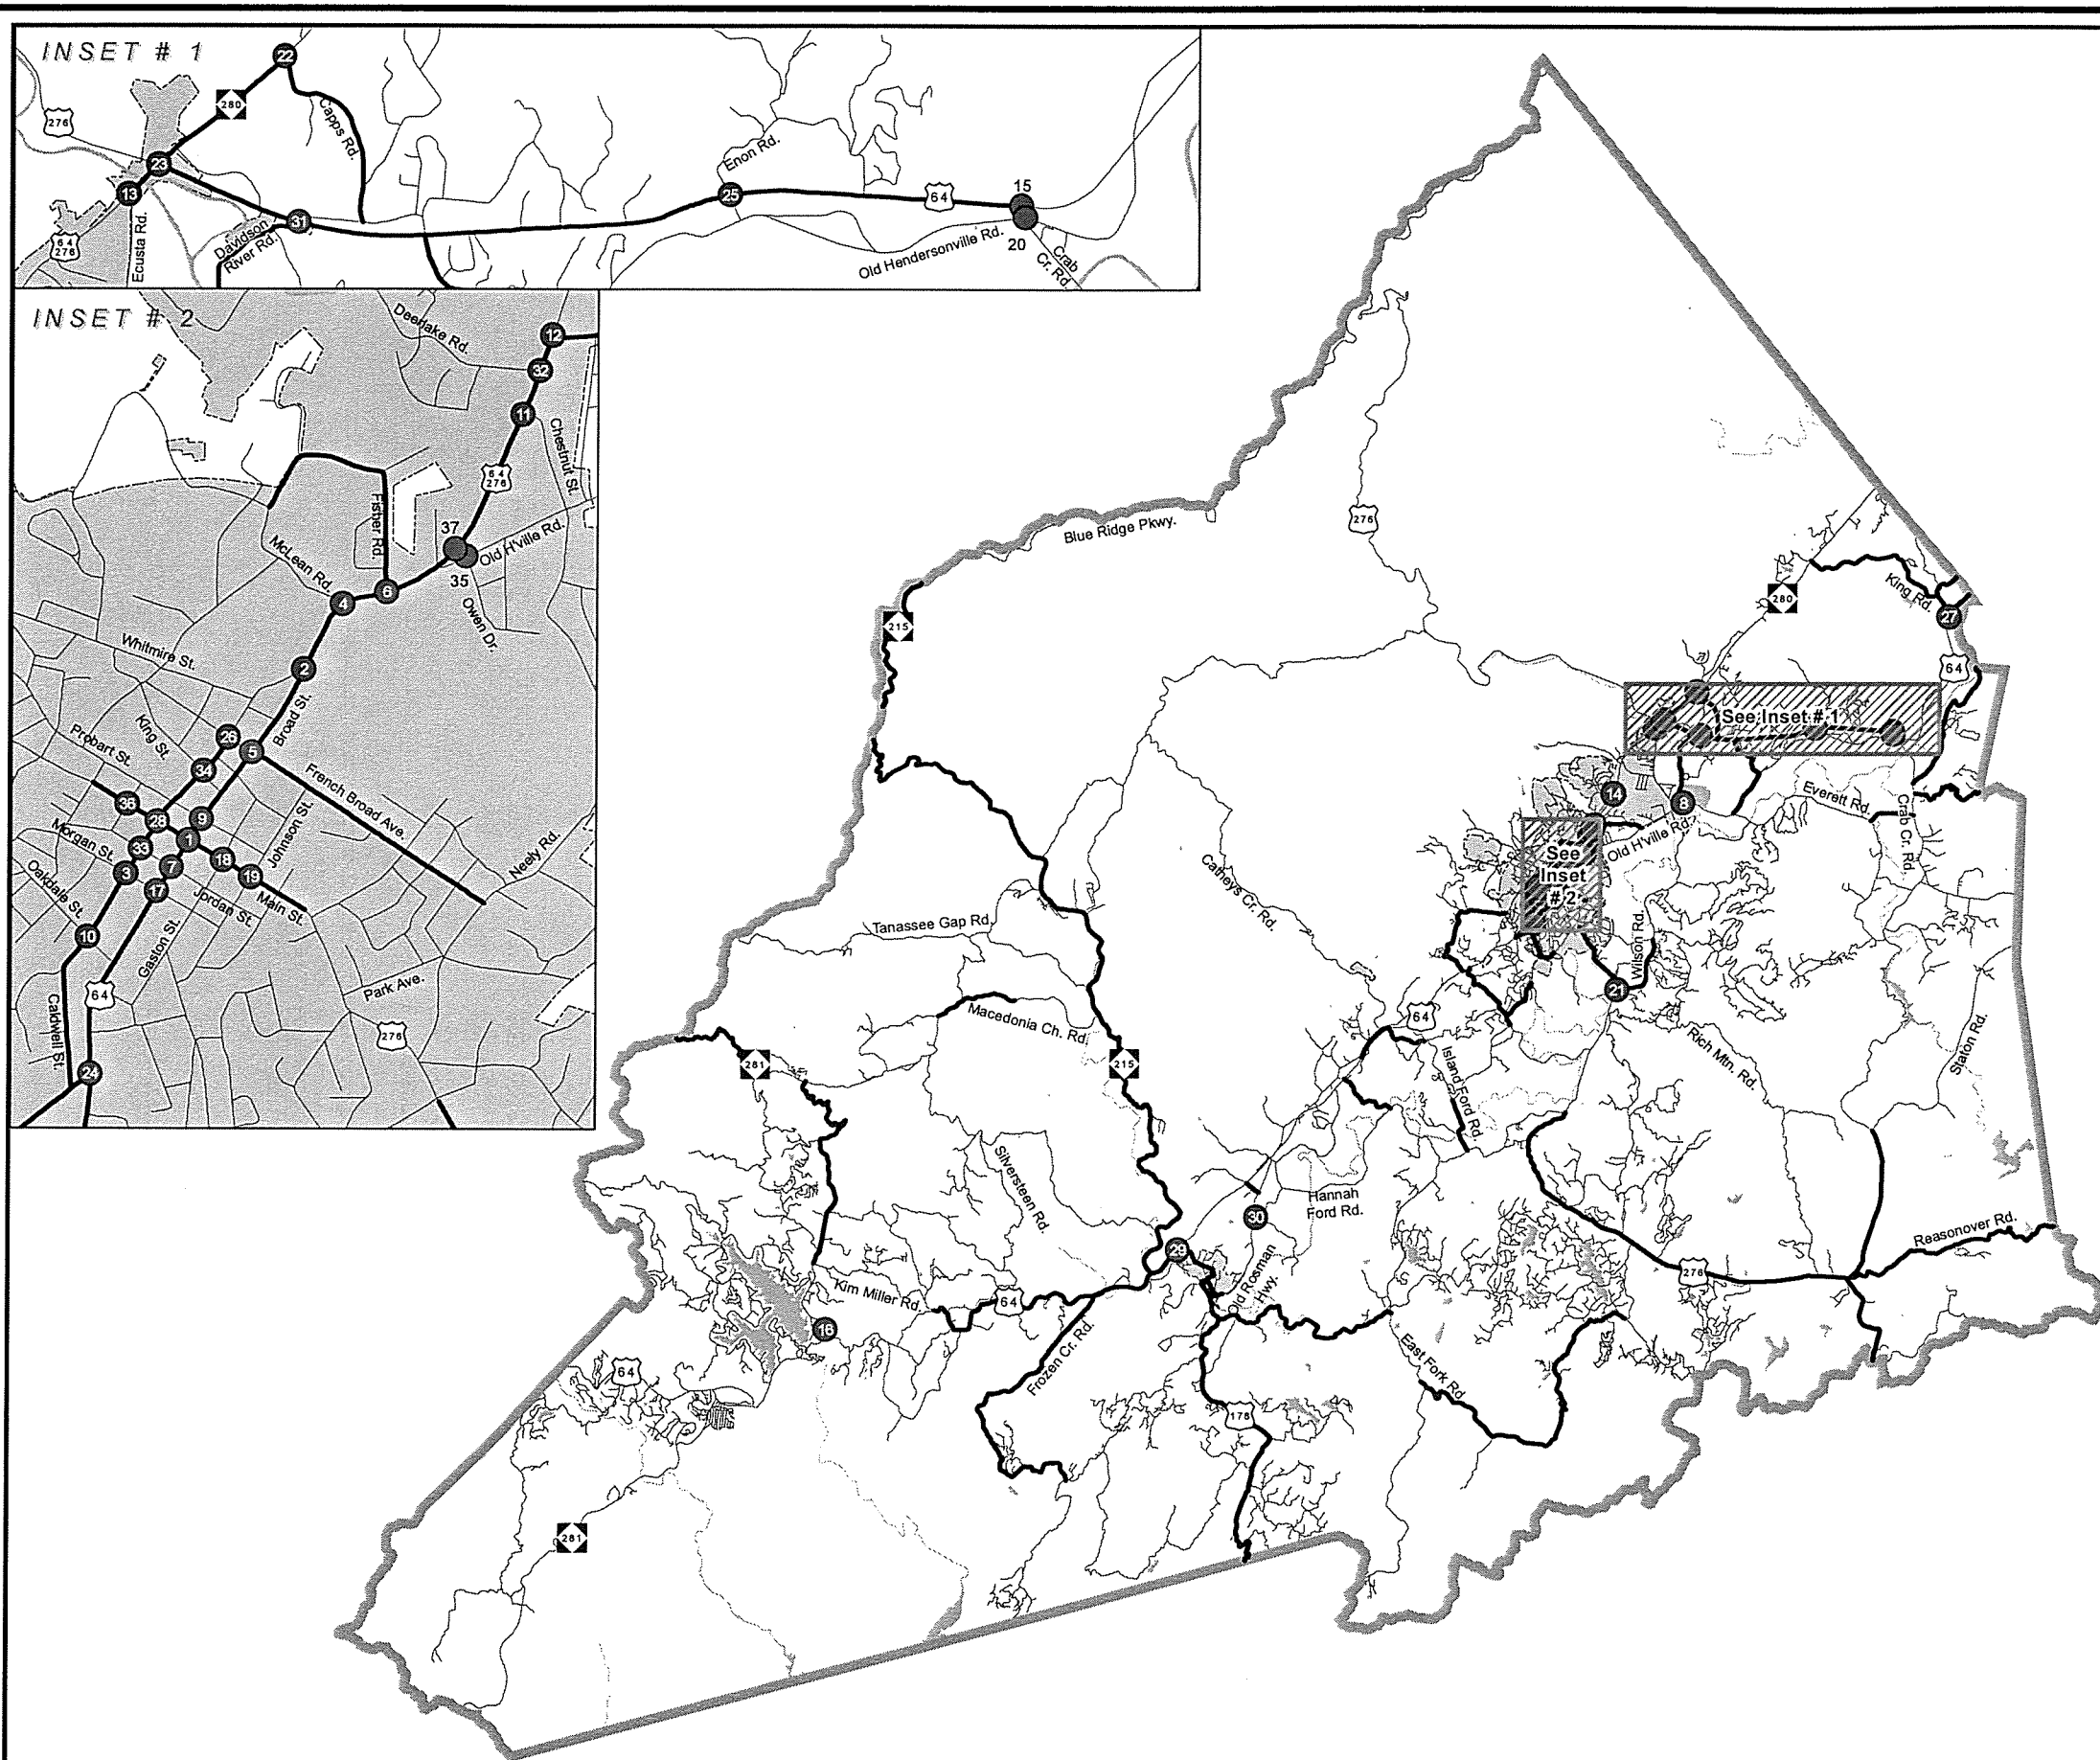 INSET # 1
22
280
276
Capps Rd.
Enon Rd.
23
13
25
64
15
31
Ecusta Rd.
Davidson
River Rd.
64
276
Old Hendersonville Rd.
20
Crab
Cr. Rd.
INSET # 2
Deerlake Rd.
12
32
11
Chestnut St.
64
276
Fisher Rd.
37
Old H'ville Rd.
35
McLean Rd.
6
4
Owen Dr.
Whitmire St.
2
Broad St.
King St.
26
5
Probart St.
34
French Broad Ave.
36
28
9
Johnson St.
Neely Rd.
Morgan St.
33
1
18
3
7
19
Oakdale St.
17
Jordan St.
Main St.
10
Gaston St.
64
Park Ave.
Caldwell St.
276
24
Blue Ridge Pkwy.
276
215
280
King Rd.
27
64
See Inset # 1
14
8
Everett Rd.
Crab Cr. Rd.
See
Inset
# 2
Old H'ville Rd.
Catheys Cr. Rd.
Tanassee Gap Rd.
Wilson Rd.
21
Macedonia Ch. Rd.
64
Rich Mtn. Rd.
Staton Rd.
281
215
Island Ford Rd.
Silversteen Rd.
Hannah
Ford Rd.
30
29
Reasonover Rd.
276
Kim Miller Rd.
64
Old Rosman
Hwy.
16
Frozen Cr. Rd.
East Fork Rd.
64
178
281